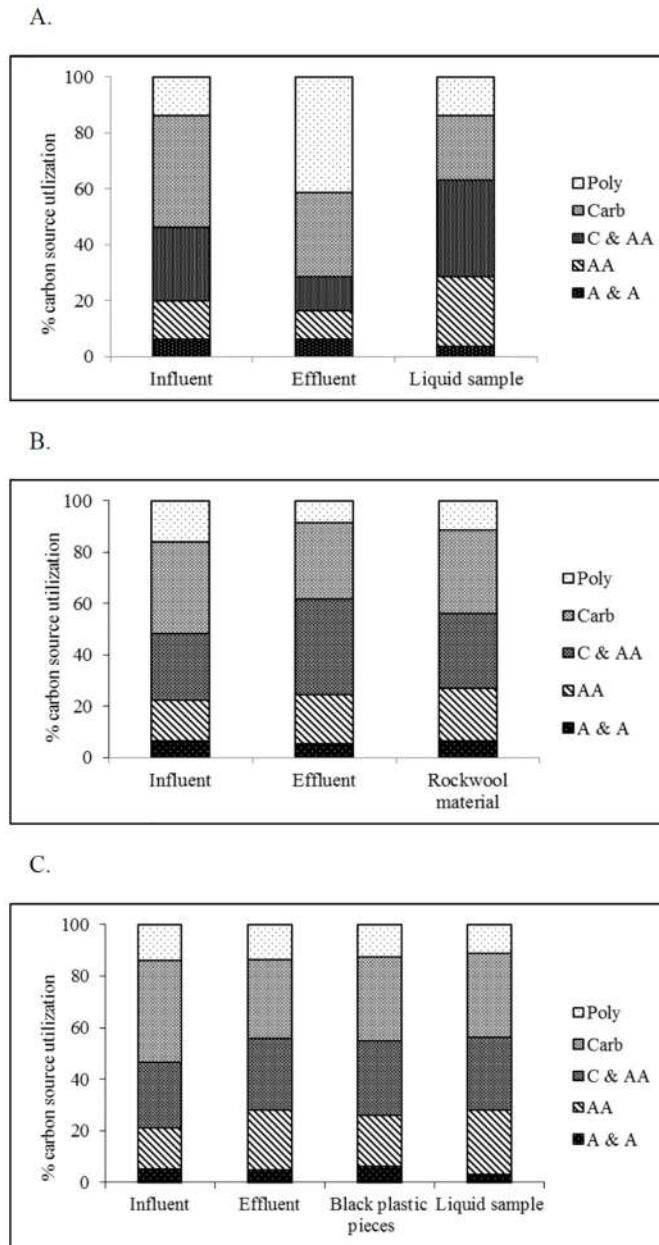 A.
% carbon source utlization
100
80
60
40
20
0
Influent
Effluent
Liquid sample
Poly
Carb
C & AA
AA
A & A
B.
% carbon source utilization
100
80
60
40
20
0
Influent
Effluent
Rockwool
material
Poly
Carb
C & AA
AA
A & A
C.
% carbon source utilization
100
80
60
40
20
0
Influent
Effluent
Black plastic
pieces
Liquid sample
Poly
Carb
C & AA
AA
A & A